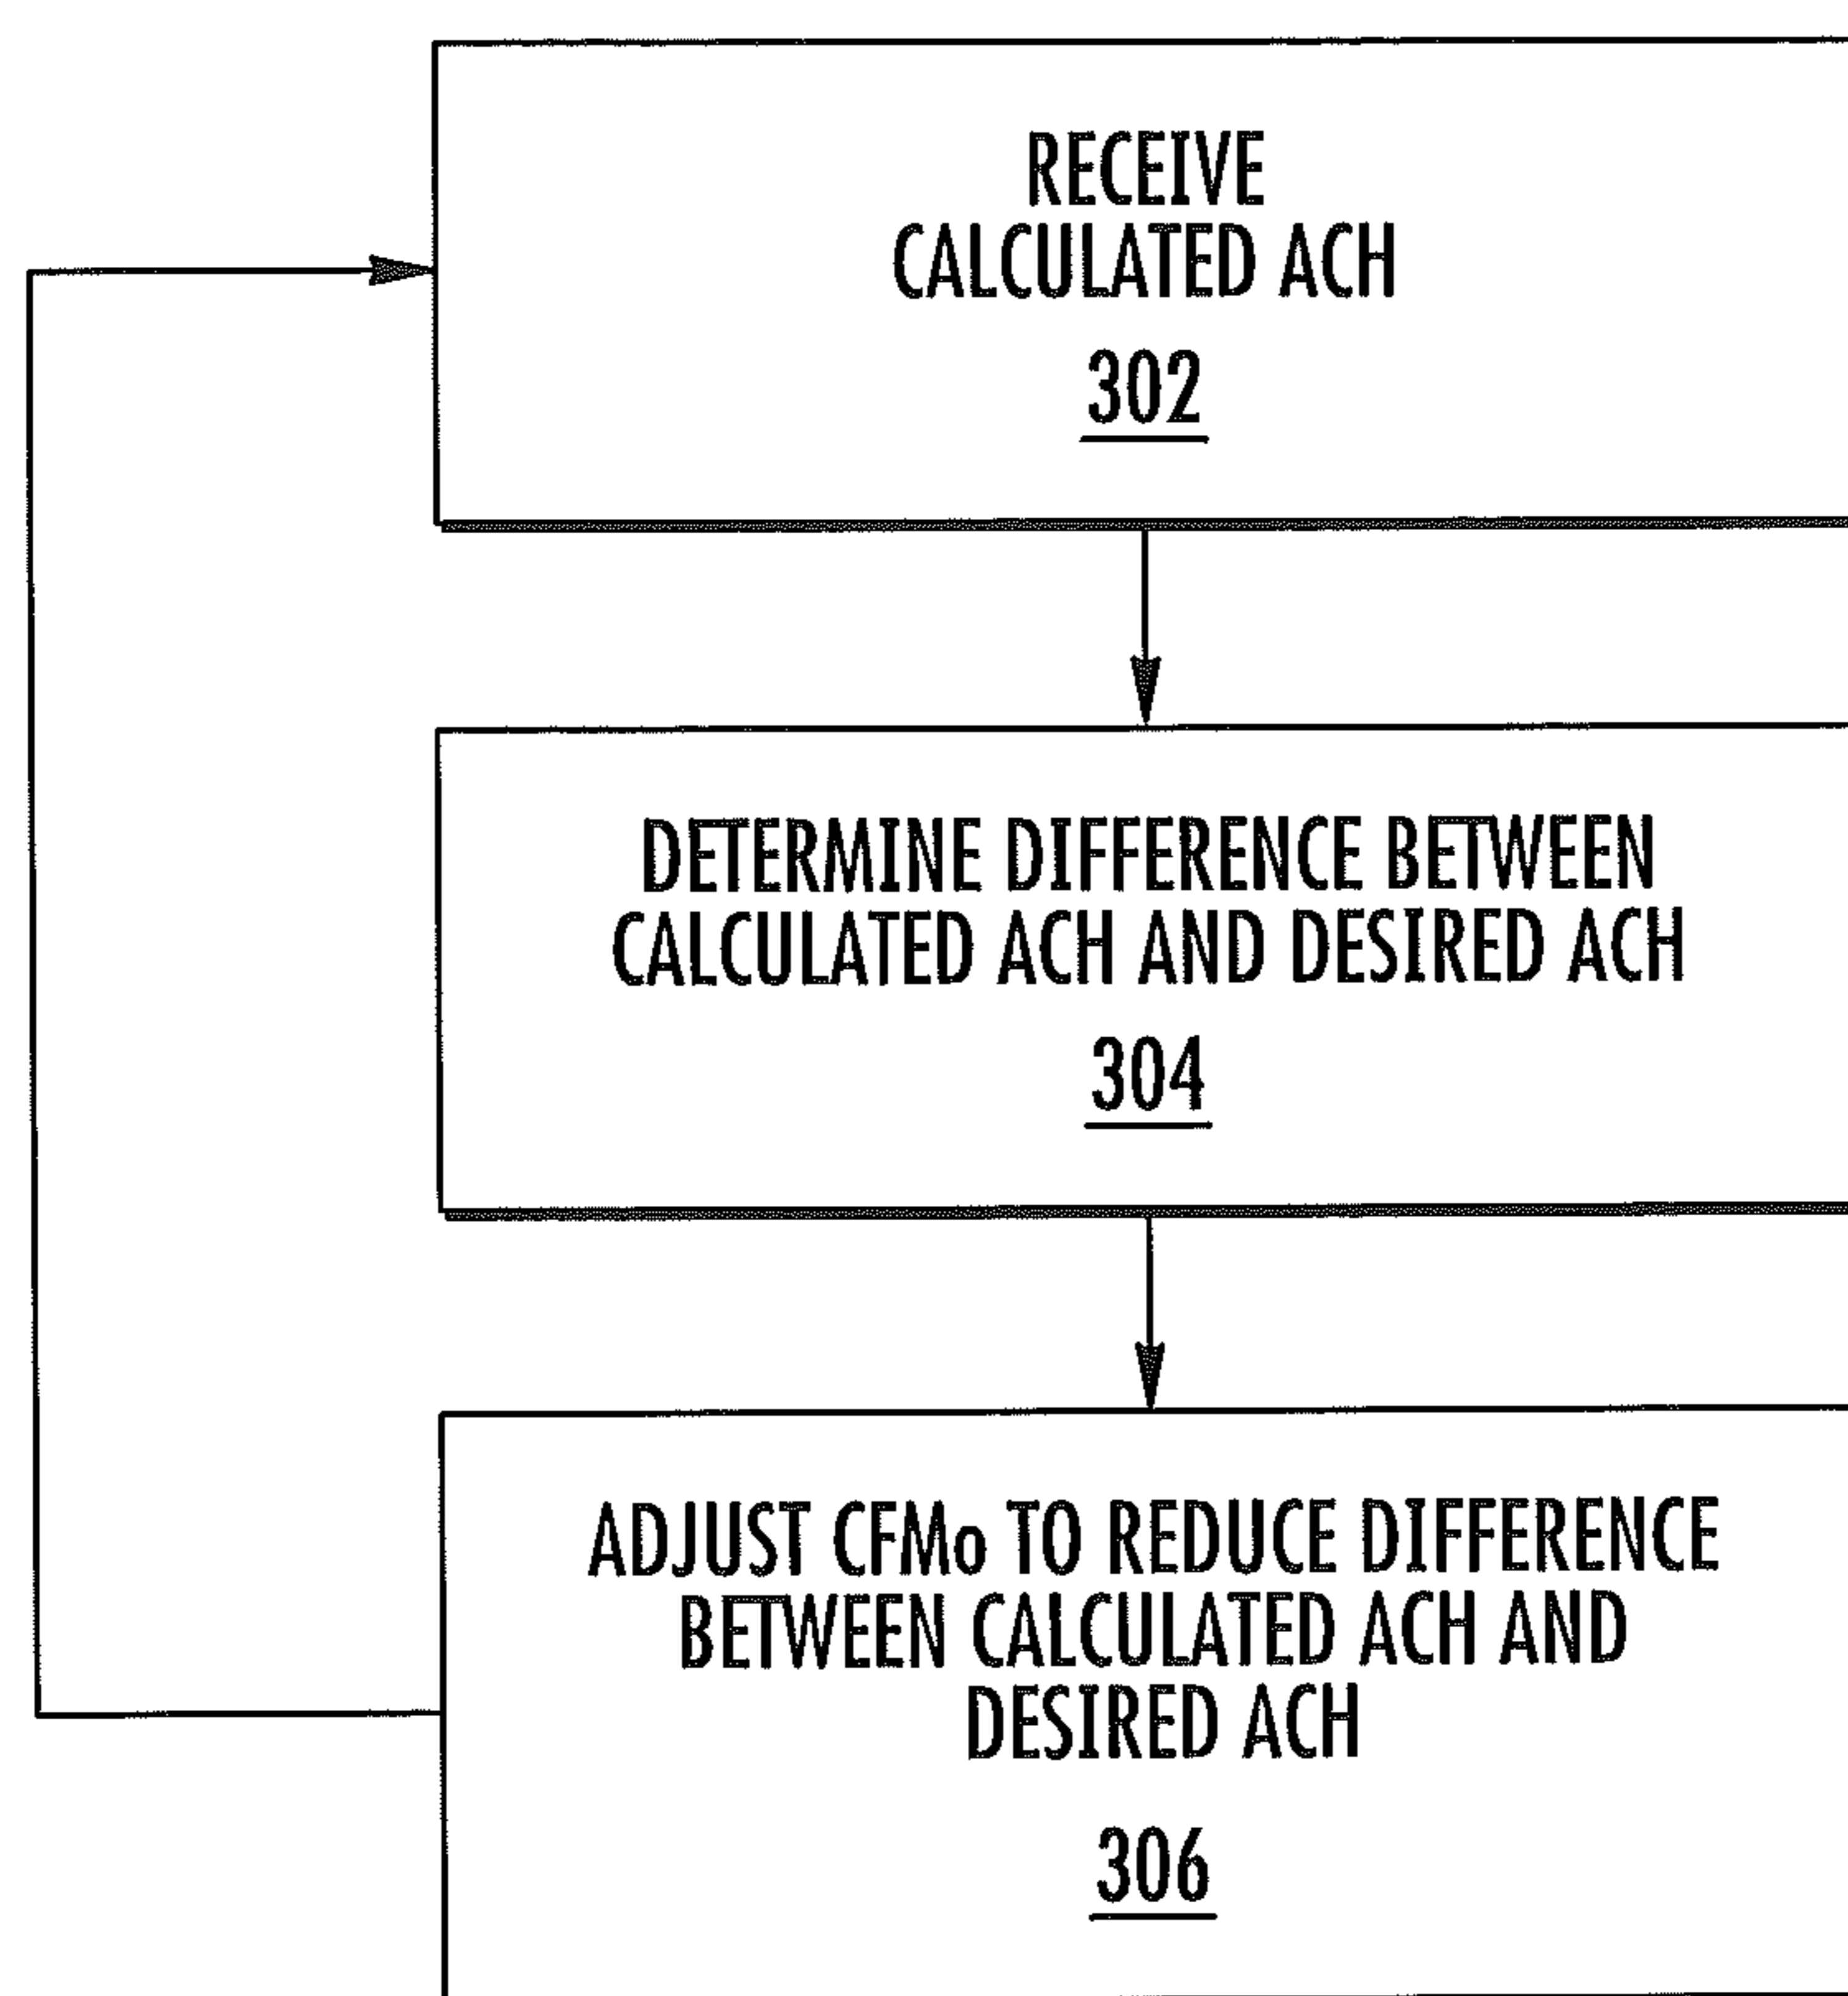 RECEIVE
CALCULATED ACH
302
DETERMINE DIFFERENCE BETWEEN
CALCULATED ACH AND DESIRED ACH
304
ADJUST CFMo TO REDUCE DIFFERENCE
BETWEEN CALCULATED ACH AND
DESIRED ACH
306